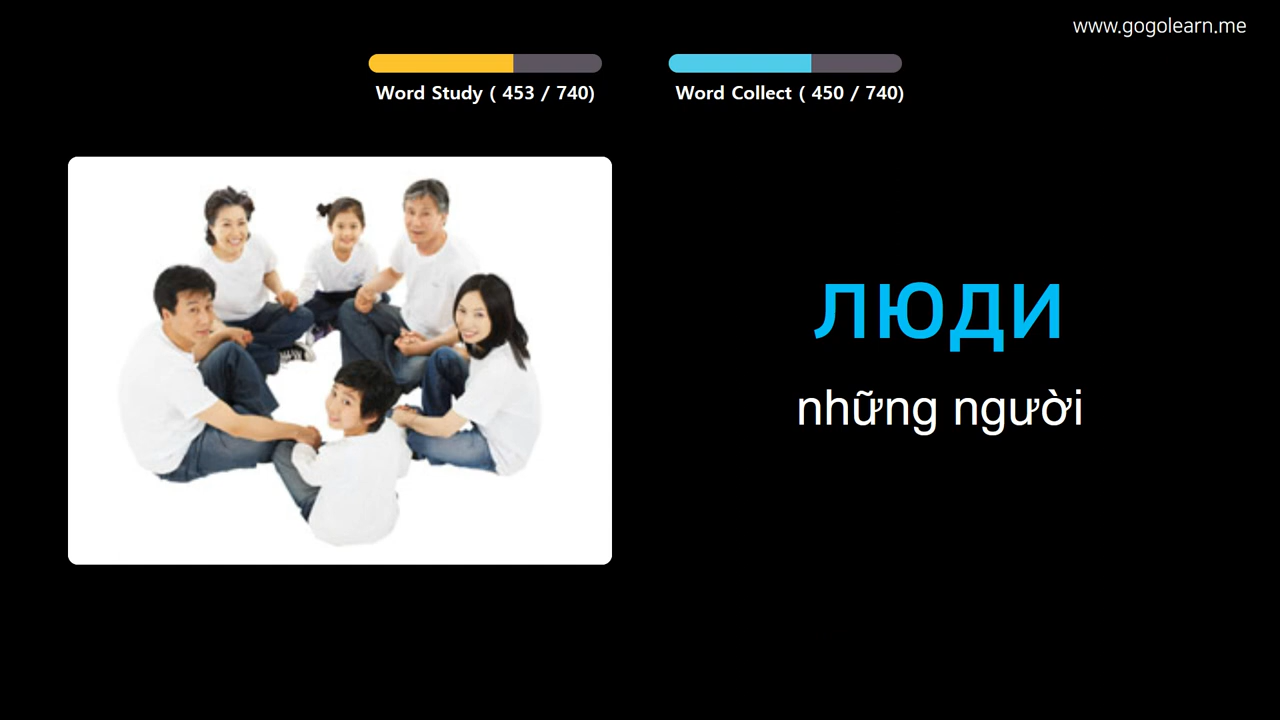 www.gogolearn.me
Word Study ( 453 / 740)
Word Collect ( 450 / 740)
люди
những người